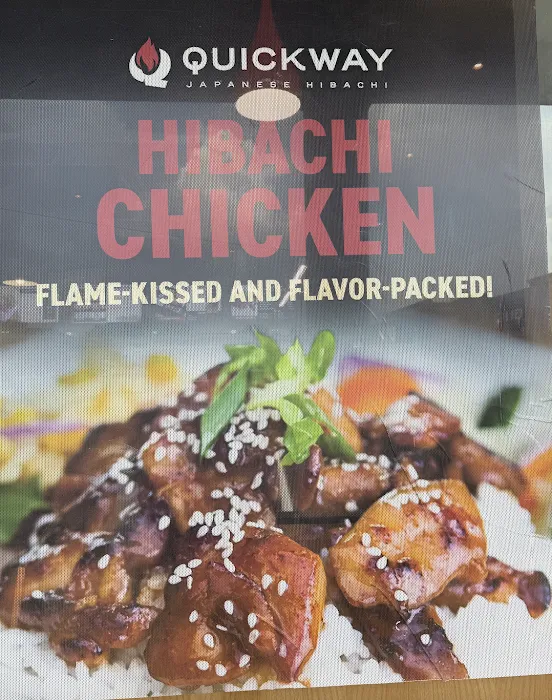 QUICKWAY
JAPANESE HIBACHI
HIBACHI
CHICKEN
FLAME-KISSED AND FLAVOR-PACKED!